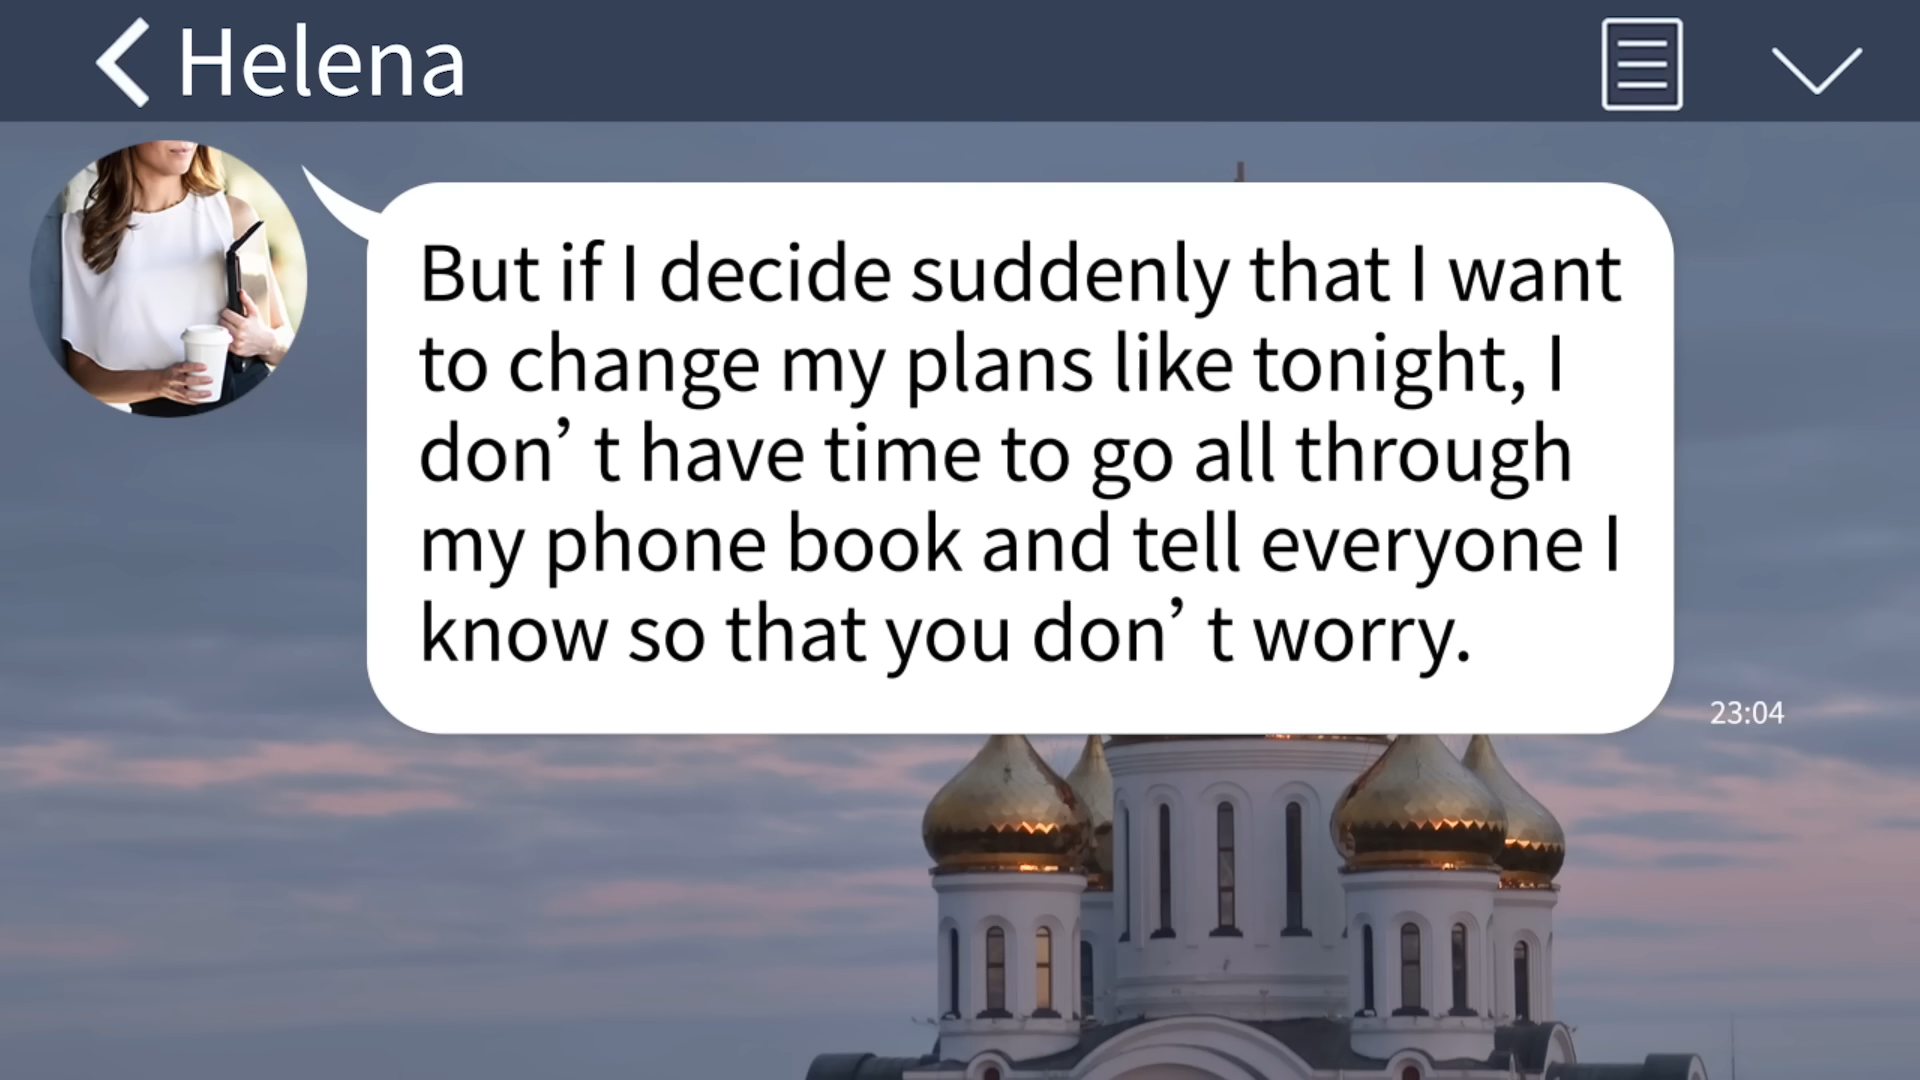 Helena
But if I decide suddenly that I want
to change my plans like tonight, I
don’ t have time to go all through
my phone book and tell everyone I
know so that you don’ t worry.
23:04